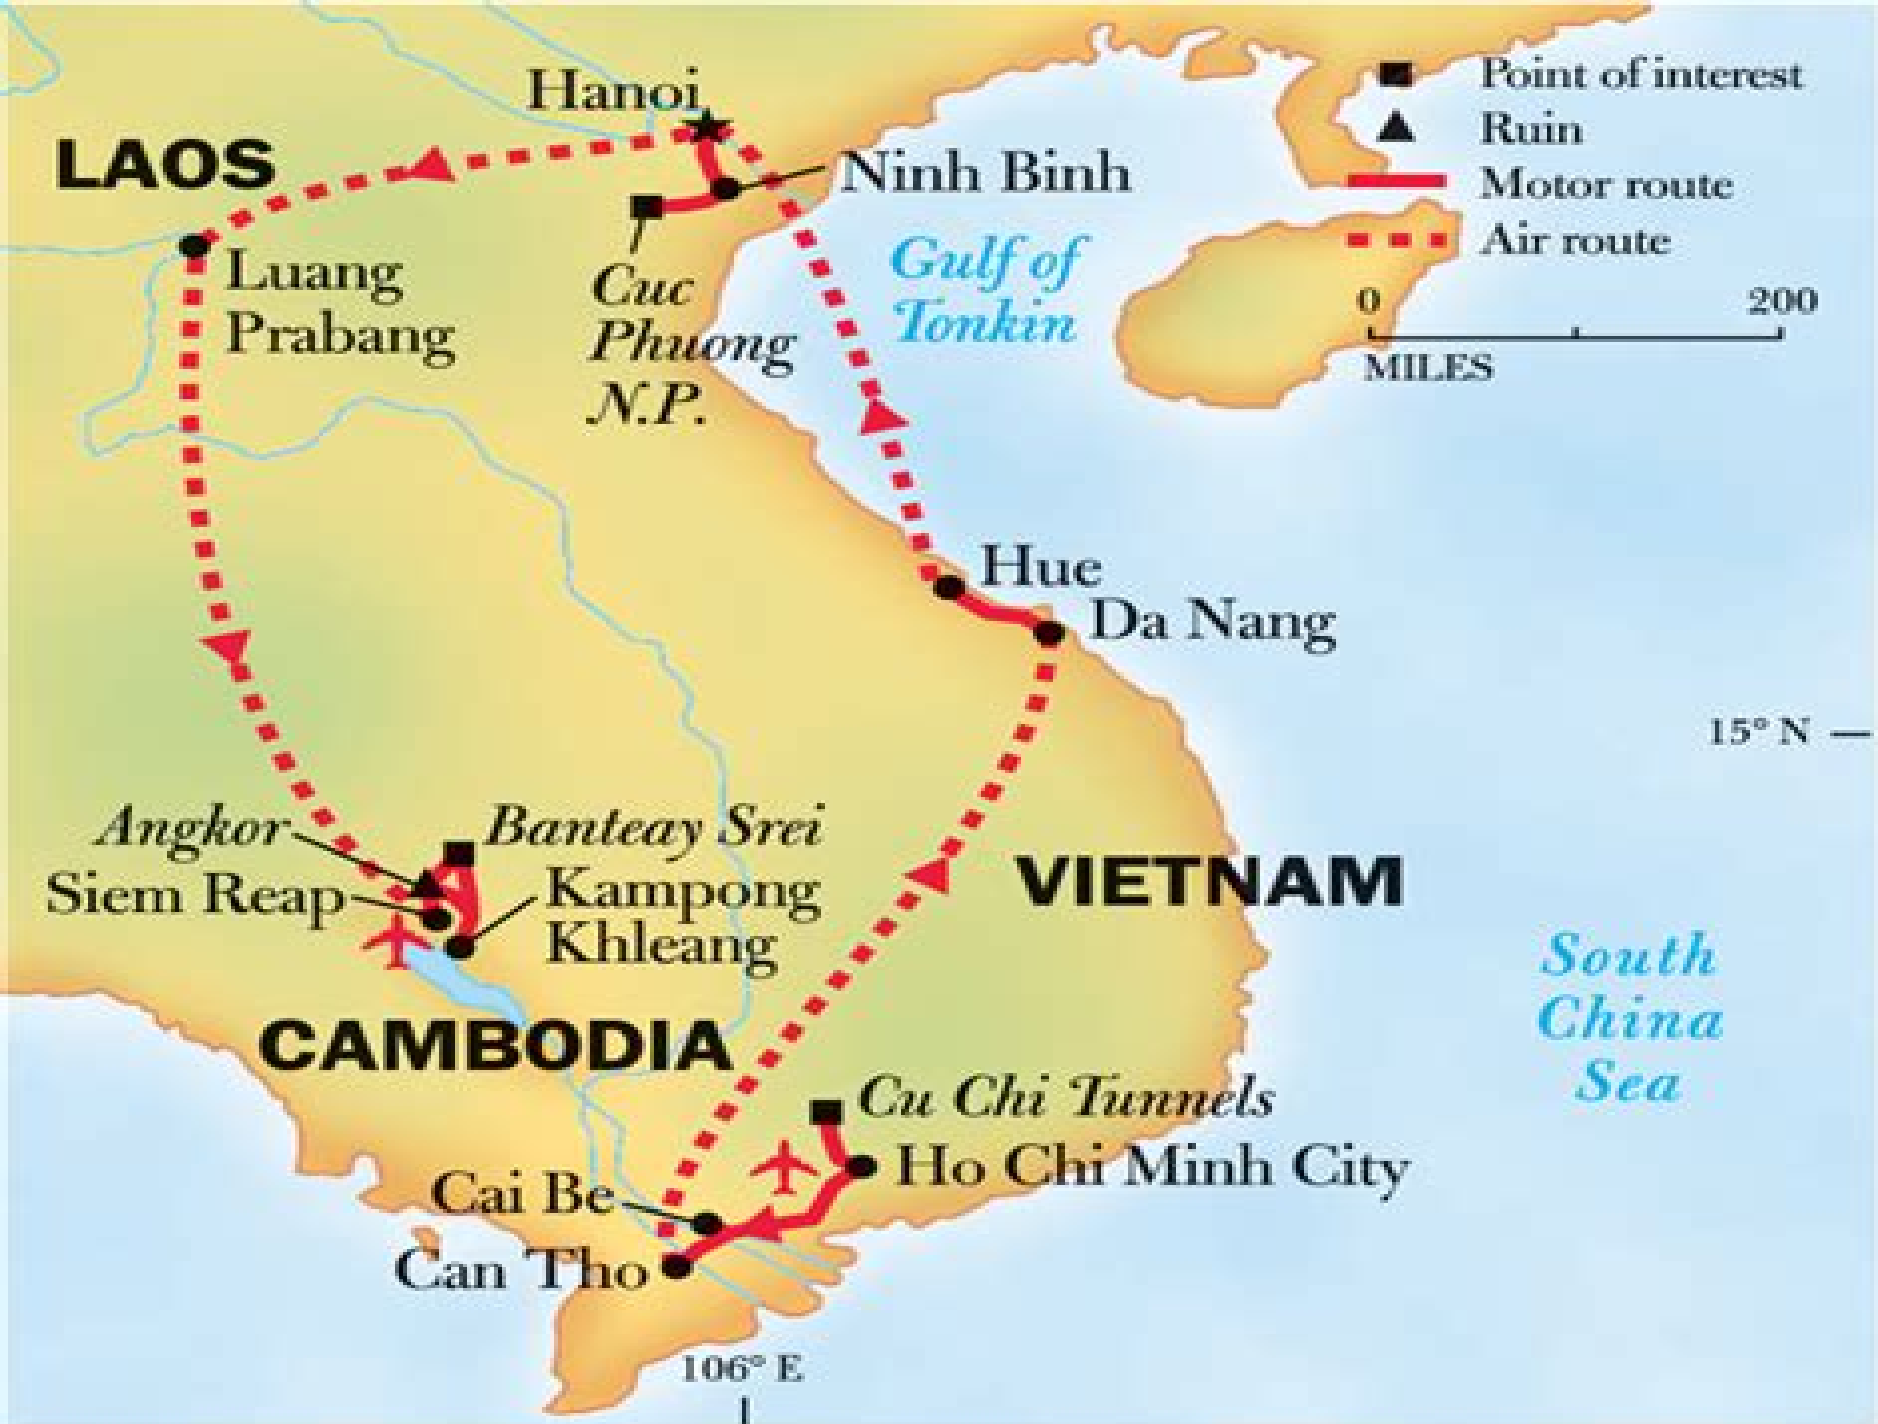 Hanoi
LAOS
Ninh Binh
Luang
Prabang
Cuc
Phuong
N.P.
Gulf of
Tonkin
Point of interest
Ruin
Motor route
Air route
0 200
MILES
Hue
Da Nang
15° N
Angkor
Banteay Srei
Siem Reap
Kampong
Khleang
VIETNAM
CAMBODIA
South
China
Sea
Cu Chi Tunnels
Ho Chi Minh City
Cai Be
Can Tho
106° E